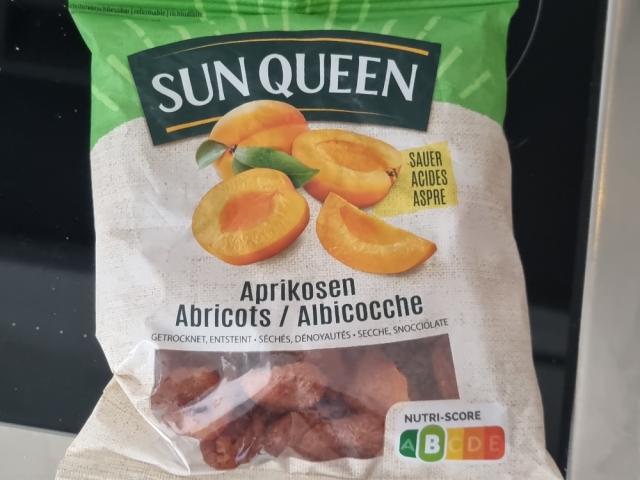 SUN QUEEN
SAUER
ACIDES
ASPRE
Aprikosen
Abricots / Albicocche
GETROCKNET, ENTSTEINT • SÉCHÉS, DÉNOYAUTÉS • SECCHE, SNOCCIOLATE
NUTRI-SCORE
A B C D E